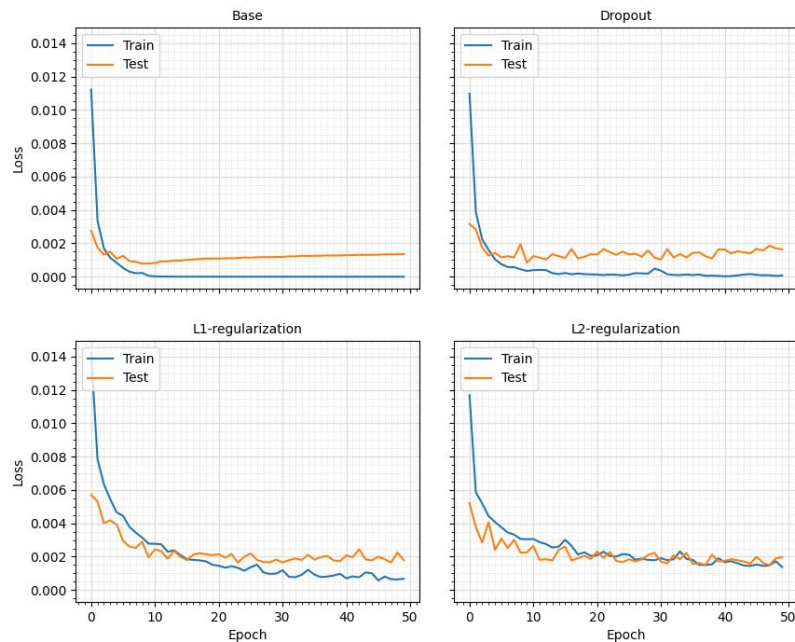 Base
Dropout
Train
Test
Train
Test
Loss
0.014
0.012
0.010
0.008
0.006
0.004
0.002
0.000
L1-regularization
L2-regularization
Train
Test
Train
Test
Loss
0.014
0.012
0.010
0.008
0.006
0.004
0.002
0.000
0 10 20 30 40 50
0 10 20 30 40 50
Epoch
Epoch